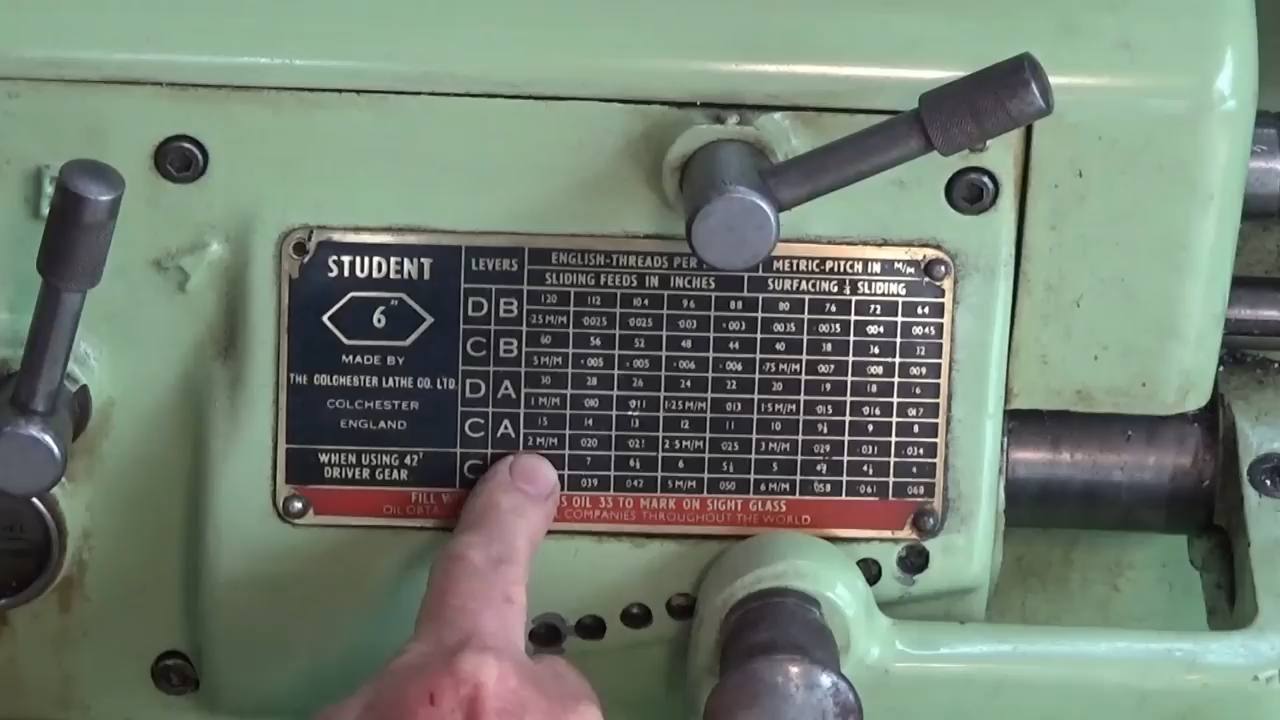 STUDENT
6"
MADE BY
THE COLCHESTER LATHE CO. LTD.
COLCHESTER
ENGLAND
WHEN USING 42T
DRIVER GEAR
LEVERS
ENGLISH-THREADS PER
METRIC-PITCH IN M/M
SLIDING FEEDS IN INCHES
SURFACING ½ SLIDING
D B 120 112 104 96 88 80 76 72 64
·25 M/M ·0025 ·0025 ·003 ·003 ·0035 ·0035 ·004 ·0045
C B 60 56 52 48 44 40 38 36 32
·5 M/M ·005 ·005 ·006 ·006 ·75 M/M ·007 ·008 ·009
D A 30 28 26 24 22 20 19 18 16
1 M/M ·010 ·011 1·25 M/M ·013 1·5 M/M ·015 ·016 ·017
C A 15 14 13 12 11 10 9½ 9 8
2 M/M ·020 ·021 2·5 M/M ·025 3 M/M ·029 ·031 ·034
C 7 6½ 6 5½ 5 4¾ 4½ 4
·039 ·042 5 M/M ·050 6 M/M ·058 ·061 ·068
FILL
OIL 33 TO MARK ON SIGHT GLASS
OIL
COMPANIES THROUGHOUT THE WORLD